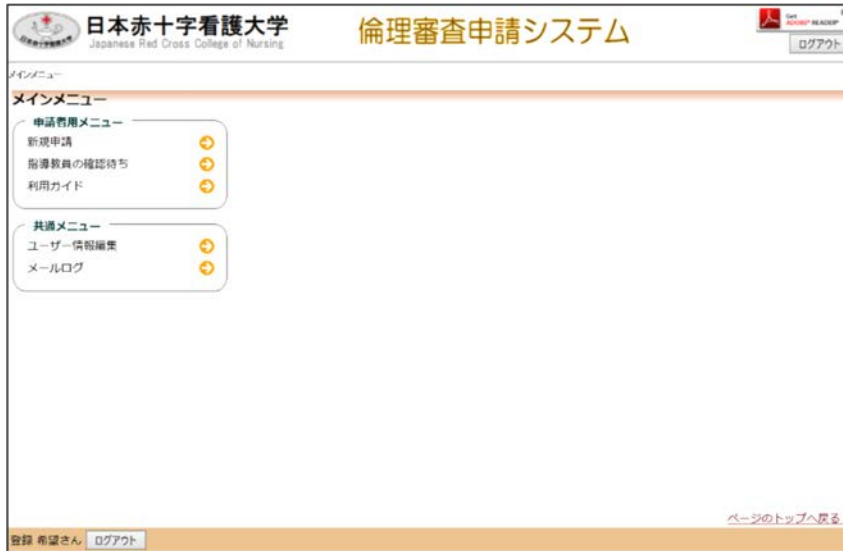 日本赤十字看護大学
Japanese Red Cross College of Nursing
倫理審査申請システム
Get
ADOBE® READER®
ログアウト
メインメニュー
メインメニュー
申請者用メニュー
新規申請
指導教員の確認待ち
利用ガイド
共通メニュー
ユーザー情報編集
メールログ
ページのトップへ戻る
登録 希望さん ログアウト